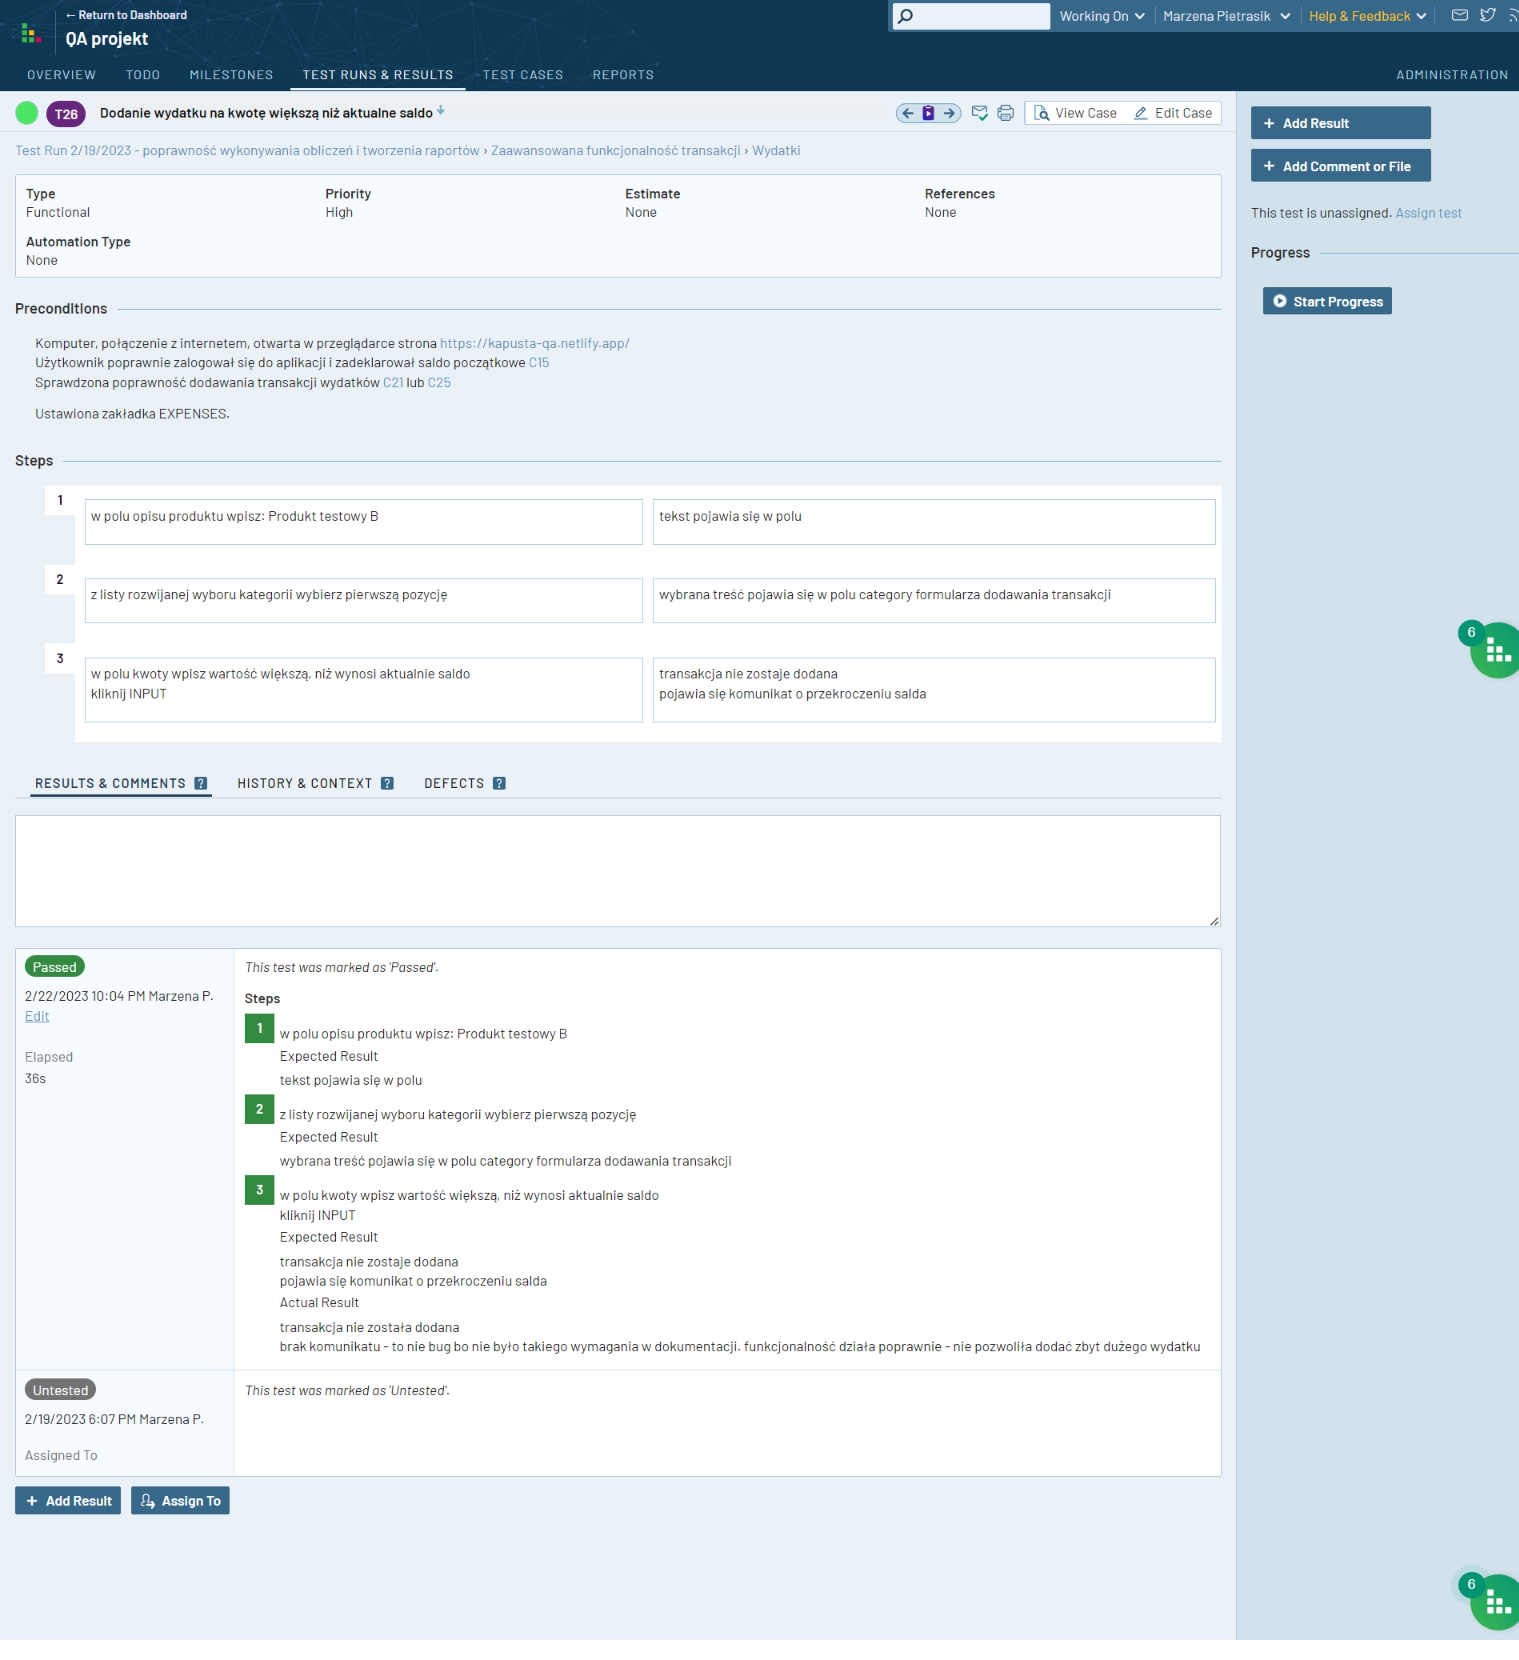 ← Return to Dashboard
QA projekt
Working On
Marzena Pietrasik
Help & Feedback
OVERVIEW
TODO
MILESTONES
TEST RUNS & RESULTS
TEST CASES
REPORTS
ADMINISTRATION
T26
Dodanie wydatku na kwotę większą niż aktualne saldo
View Case
Edit Case
Test Run 2/19/2023 - poprawność wykonywania obliczeń i tworzenia raportów › Zaawansowana funkcjonalność transakcji › Wydatki
Type
Functional
Priority
High
Estimate
None
References
None
Automation Type
None
Preconditions
Komputer, połączenie z internetem, otwarta w przeglądarce strona https://kapusta-qa.netlify.app/
Użytkownik poprawnie zalogował się do aplikacji i zadeklarował saldo początkowe C15
Sprawdzona poprawność dodawania transakcji wydatków C21 lub C25
Ustawiona zakładka EXPENSES.
Steps
1
w polu opisu produktu wpisz: Produkt testowy B
tekst pojawia się w polu
2
z listy rozwijanej wyboru kategorii wybierz pierwszą pozycję
wybrana treść pojawia się w polu category formularza dodawania transakcji
3
w polu kwoty wpisz wartość większą, niż wynosi aktualnie saldo
kliknij INPUT
transakcja nie zostaje dodana
pojawia się komunikat o przekroczeniu salda
RESULTS & COMMENTS ?
HISTORY & CONTEXT ?
DEFECTS ?
Passed
2/22/2023 10:04 PM Marzena P.
Edit
Elapsed
36s
This test was marked as 'Passed'.
Steps
1
w polu opisu produktu wpisz: Produkt testowy B
Expected Result
tekst pojawia się w polu
2
z listy rozwijanej wyboru kategorii wybierz pierwszą pozycję
Expected Result
wybrana treść pojawia się w polu category formularza dodawania transakcji
3
w polu kwoty wpisz wartość większą, niż wynosi aktualnie saldo
kliknij INPUT
Expected Result
transakcja nie zostaje dodana
pojawia się komunikat o przekroczeniu salda
Actual Result
transakcja nie została dodana
brak komunikatu - to nie bug bo nie było takiego wymagania w dokumentacji. funkcjonalność działa poprawnie - nie pozwoliła dodać zbyt dużego wydatku
Untested
2/19/2023 6:07 PM Marzena P.
Assigned To
This test was marked as 'Untested'.
+ Add Result
Assign To
+ Add Result
+ Add Comment or File
This test is unassigned. Assign test
Progress
Start Progress
6
6